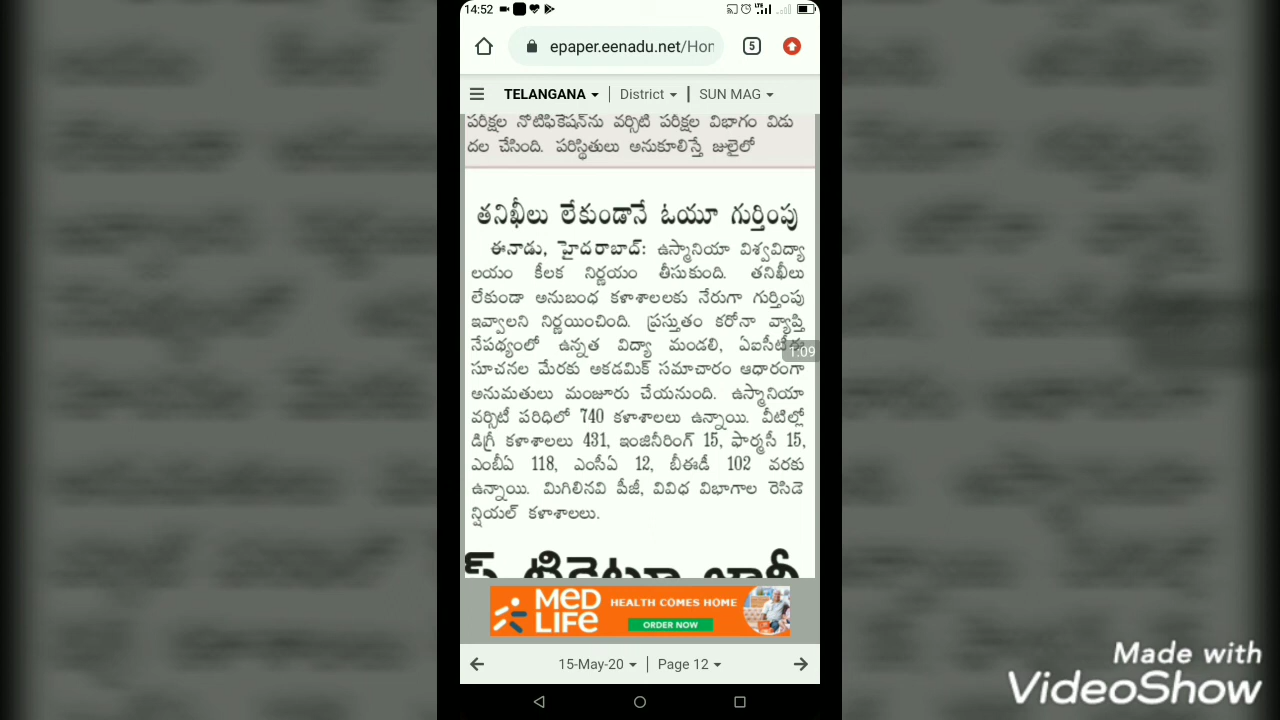 14:52
epaper.eenadu.net/Hor
5
TELANGANA District SUN MAG
పరీక్షల నోటిఫికెషన్‌ను వర్సిటి పరీక్షల విభాగం విడు
దల చేసింది. పరిస్థితులు అనుకూలిస్తే జులైలో
తనిఖీలు లేకుండానే ఓయూ గుర్తింపు
ఈనాడు, హైదరాబాద్: ఉస్మానియా విశ్వవిద్యా
లయం కీలక నిర్ణయం తీసుకుంది. తనిఖీలు
లేకుండా అనుబంధ కళాశాలలకు నేరుగా గుర్తింపు
ఇవ్వాలని నిర్ణయించింది. ప్రస్తుతం కరోనా వ్యాప్తి
నేపథ్యంలో ఉన్నత విద్యా మండలి,
1:09
సూచనల మేరకు అకడమిక్ సమాచారం ఆధారంగా
అనుమతులు మంజూరు చేయనుంది. ఉస్మానియా
వర్సిటీ పరిధిలో 740 కళాశాలలు ఉన్నాయి. వీటిల్లో
డిగ్రీ కళాశాలలు 431, ఇంజినీరింగ్ 15, ఫార్మసీ 15,
ఎంబీఏ 118, ఎంసీఏ 12, బీఈడీ 102 వరకు
ఉన్నాయి. మిగిలినవి పీజీ, వివిధ విభాగాల రెసిడె
న్షియల్ కళాశాలలు.
MED LIFE
HEALTH COMES HOME
ORDER NOW
15-May-20 Page 12
Made with
VideoShow